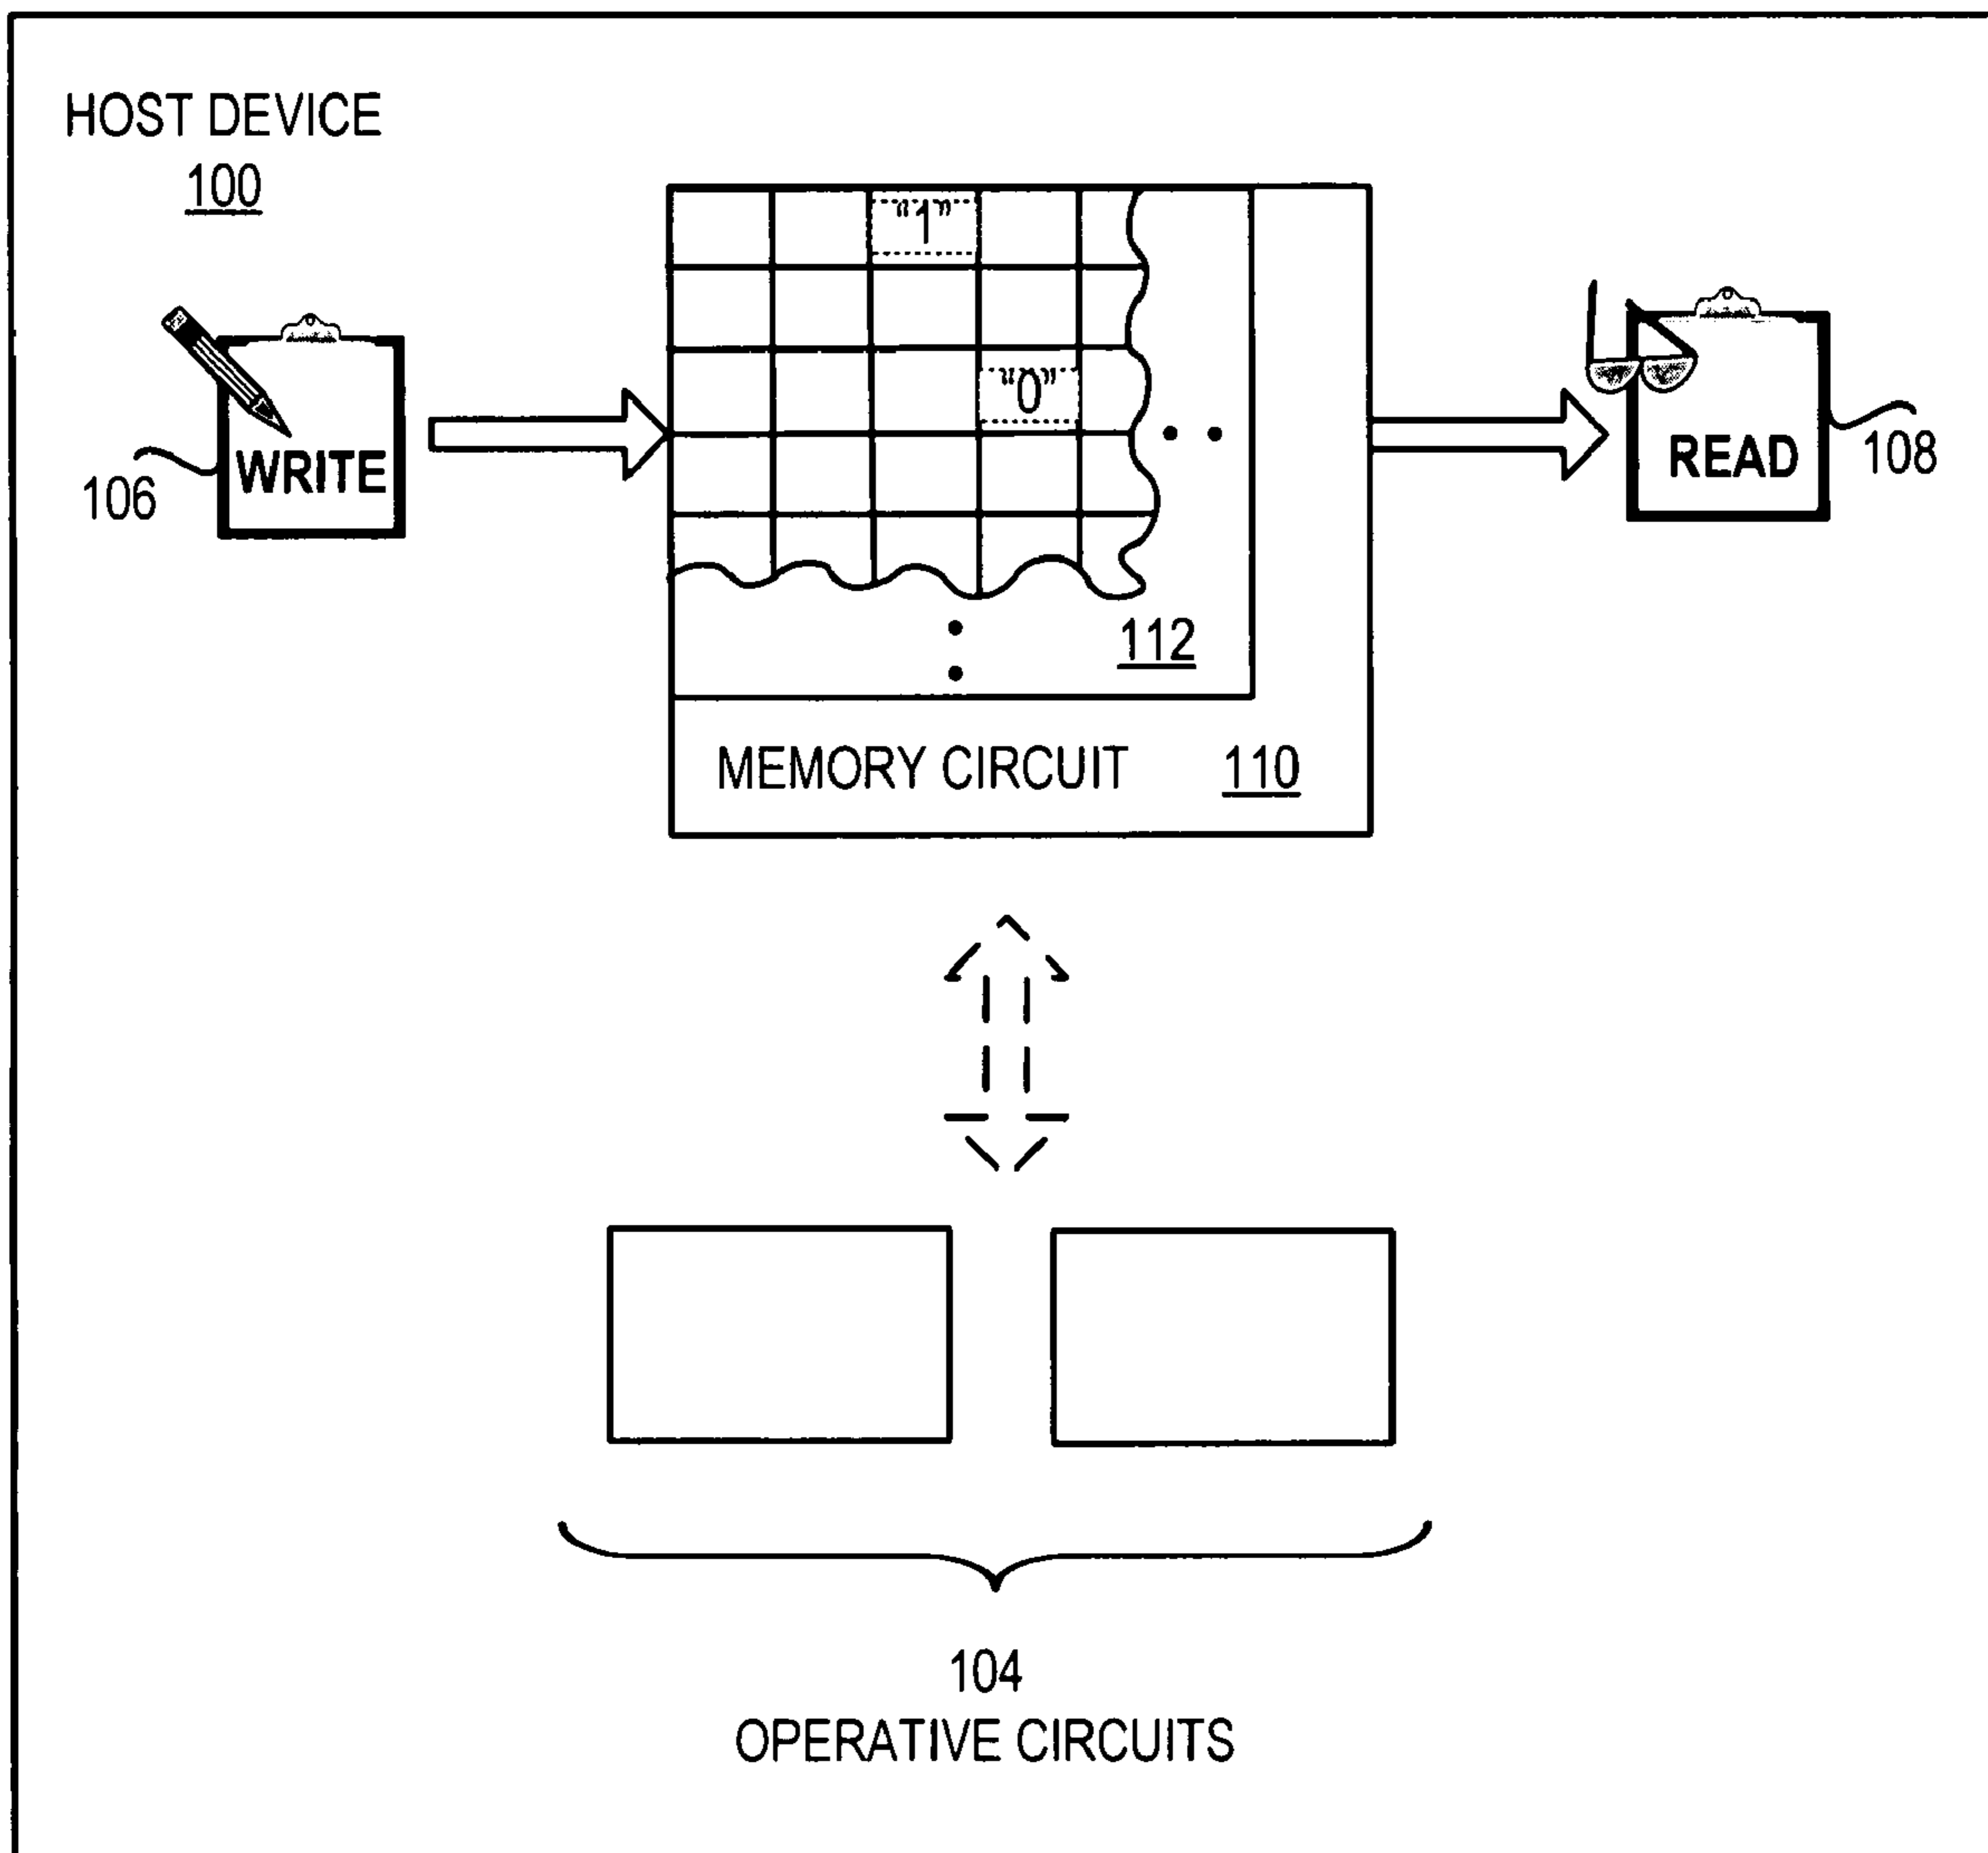 HOST DEVICE
100
"1"
"0"
WRITE
106
READ
108
112
MEMORY CIRCUIT 110
104
OPERATIVE CIRCUITS